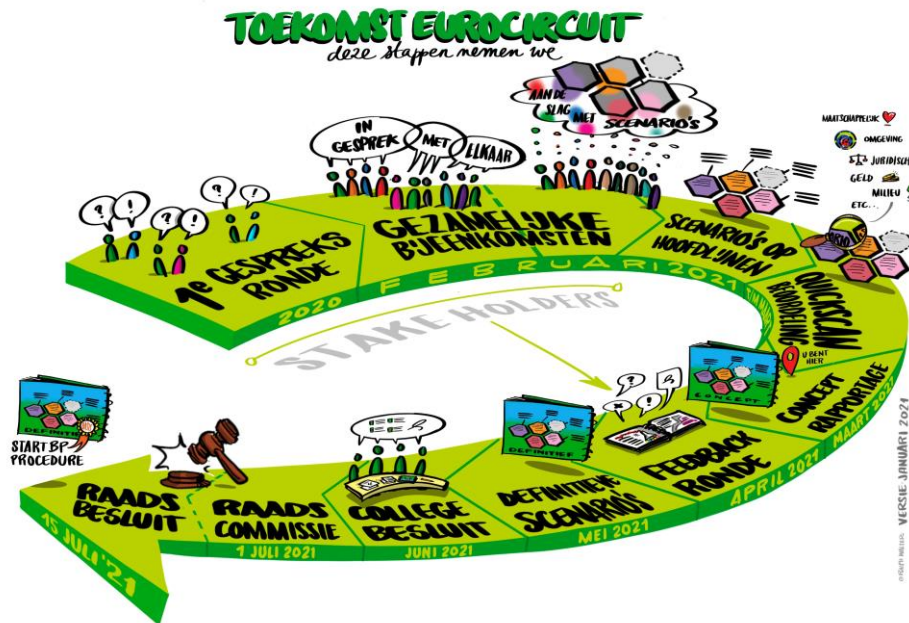 TOEKOMST EUROCIRCUIT
deze stappen nemen we
? !
? !
? !
IN GESPREK
MET
ELKAAR
AAN DE
SLAG
MET
SCENARIO'S
MAATSCHAPPELIJK
OMGEVING
JURIDISCH
GELD
MILIEU
ETC...
1e GESPREKS
RONDE
GEZAMELIJKE
BIJEENKOMSTEN
SCENARIO'S OP
HOOFDLIJNEN
QUICKSCAN
BEOORDELING
2020
FEBRUARI 2021
STAKEHOLDERS
U BENT
HIER
CONCEPT
CONCEPT
RAPPORTAGE
MAART 2021
? ! x
FEEDBACK
RONDE
APRIL 2021
DEFINITIEF
DEFINITIEVE
SCENARIO'S
MEI 2021
COLLEGE
BESLUIT
JUNI 2021
RAADS
COMMISSIE
1 JULI 2021
RAADS
BESLUIT
15 JULI '21
DEFINITIEF
START BP-
PROCEDURE
VERSIE JANUARI 2021